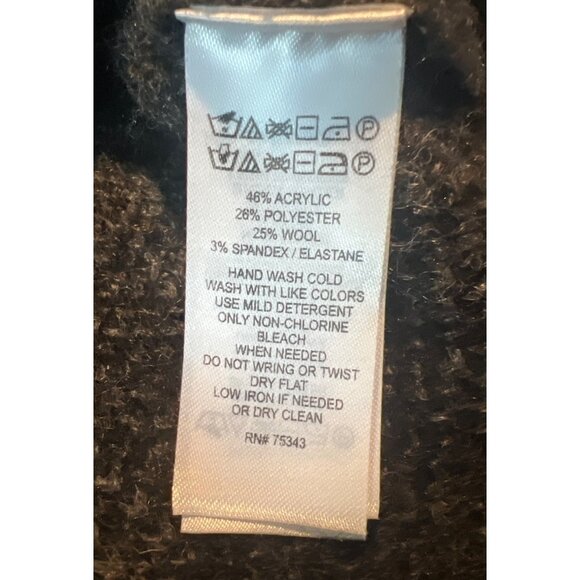 46% ACRYLIC
26% POLYESTER
25% WOOL
3% SPANDEX / ELASTANE
HAND WASH COLD
WASH WITH LIKE COLORS
USE MILD DETERGENT
ONLY NON-CHLORINE
BLEACH
WHEN NEEDED
DO NOT WRING OR TWIST
DRY FLAT
LOW IRON IF NEEDED
OR DRY CLEAN
RN# 75343